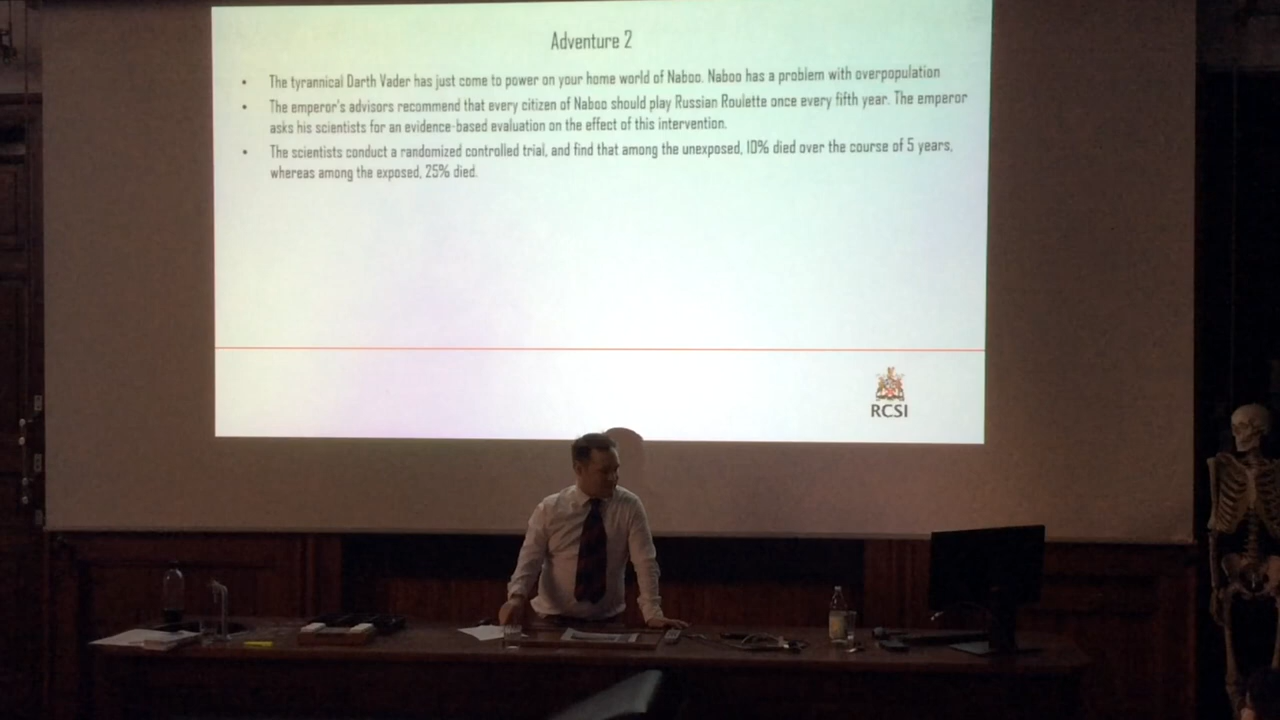 Adventure 2
• The tyrannical Darth Vader has just come to power on your home world of Naboo. Naboo has a problem with overpopulation
• The emperor's advisors recommend that every citizen of Naboo should play Russian Roulette once every fifth year. The emperor
asks his scientists for an evidence-based evaluation on the effect of this intervention.
• The scientists conduct a randomized controlled trial, and find that among the unexposed, 10% died over the course of 5 years,
whereas among the exposed, 25% died.
RCSI